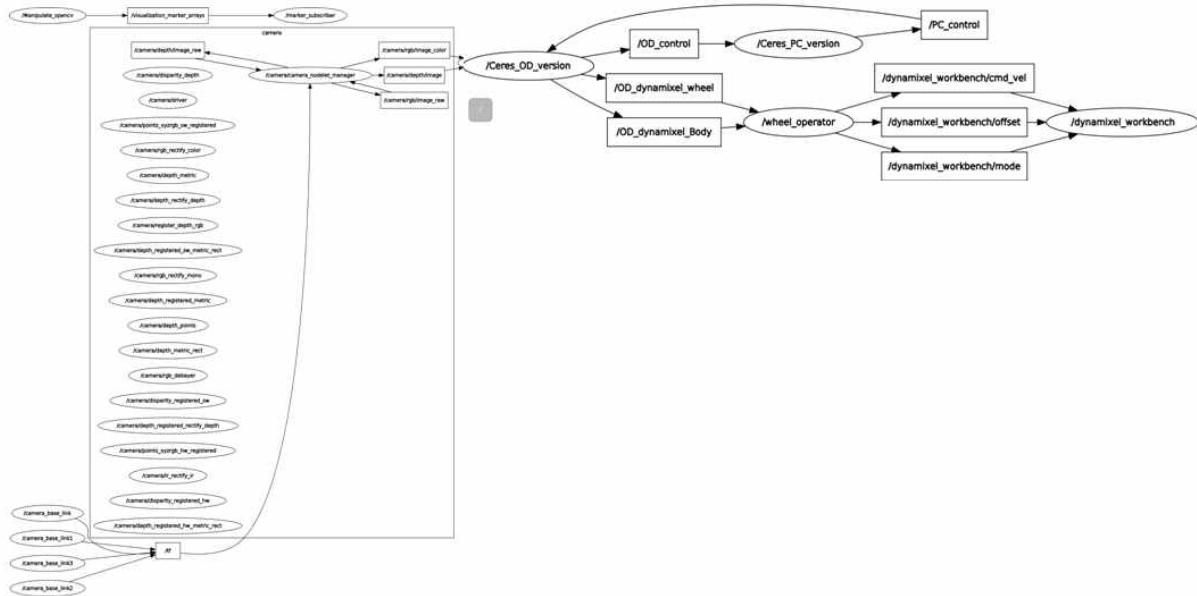 /Manipulate_opencv
/visualization_marker_arrays
/marker_subscriber
camera
/camera/depth/image_raw
/camera/rgb/image_color
/camera/disparity_depth
/camera/camera_nodelet_manager
/camera/depth/image
/camera/driver
/camera/rgb/image_raw
/camera/points_xyzrgb_sw_registered
/camera/rgb_rectify_color
/camera/depth_metric
/camera/depth_rectify_depth
/camera/register_depth_rgb
/camera/depth_registered_sw_metric_rect
/camera/rgb_rectify_mono
/camera/depth_registered_metric
/camera/depth_points
/camera/depth_metric_rect
/camera/rgb_debayer
/camera/disparity_registered_sw
/camera/depth_registered_rectify_depth
/camera/points_xyzrgb_hw_registered
/camera/ir_rectify_ir
/camera/disparity_registered_hw
/camera/depth_registered_hw_metric_rect
/camera_base_link
/camera_base_link1
/camera_base_link3
/camera_base_link2
/tf
/Ceres_OD_version
/OD_control
/Ceres_PC_version
/PC_control
/OD_dynamixel_wheel
/OD_dynamixel_Body
/wheel_operator
/dynamixel_workbench/cmd_vel
/dynamixel_workbench/offset
/dynamixel_workbench/mode
/dynamixel_workbench